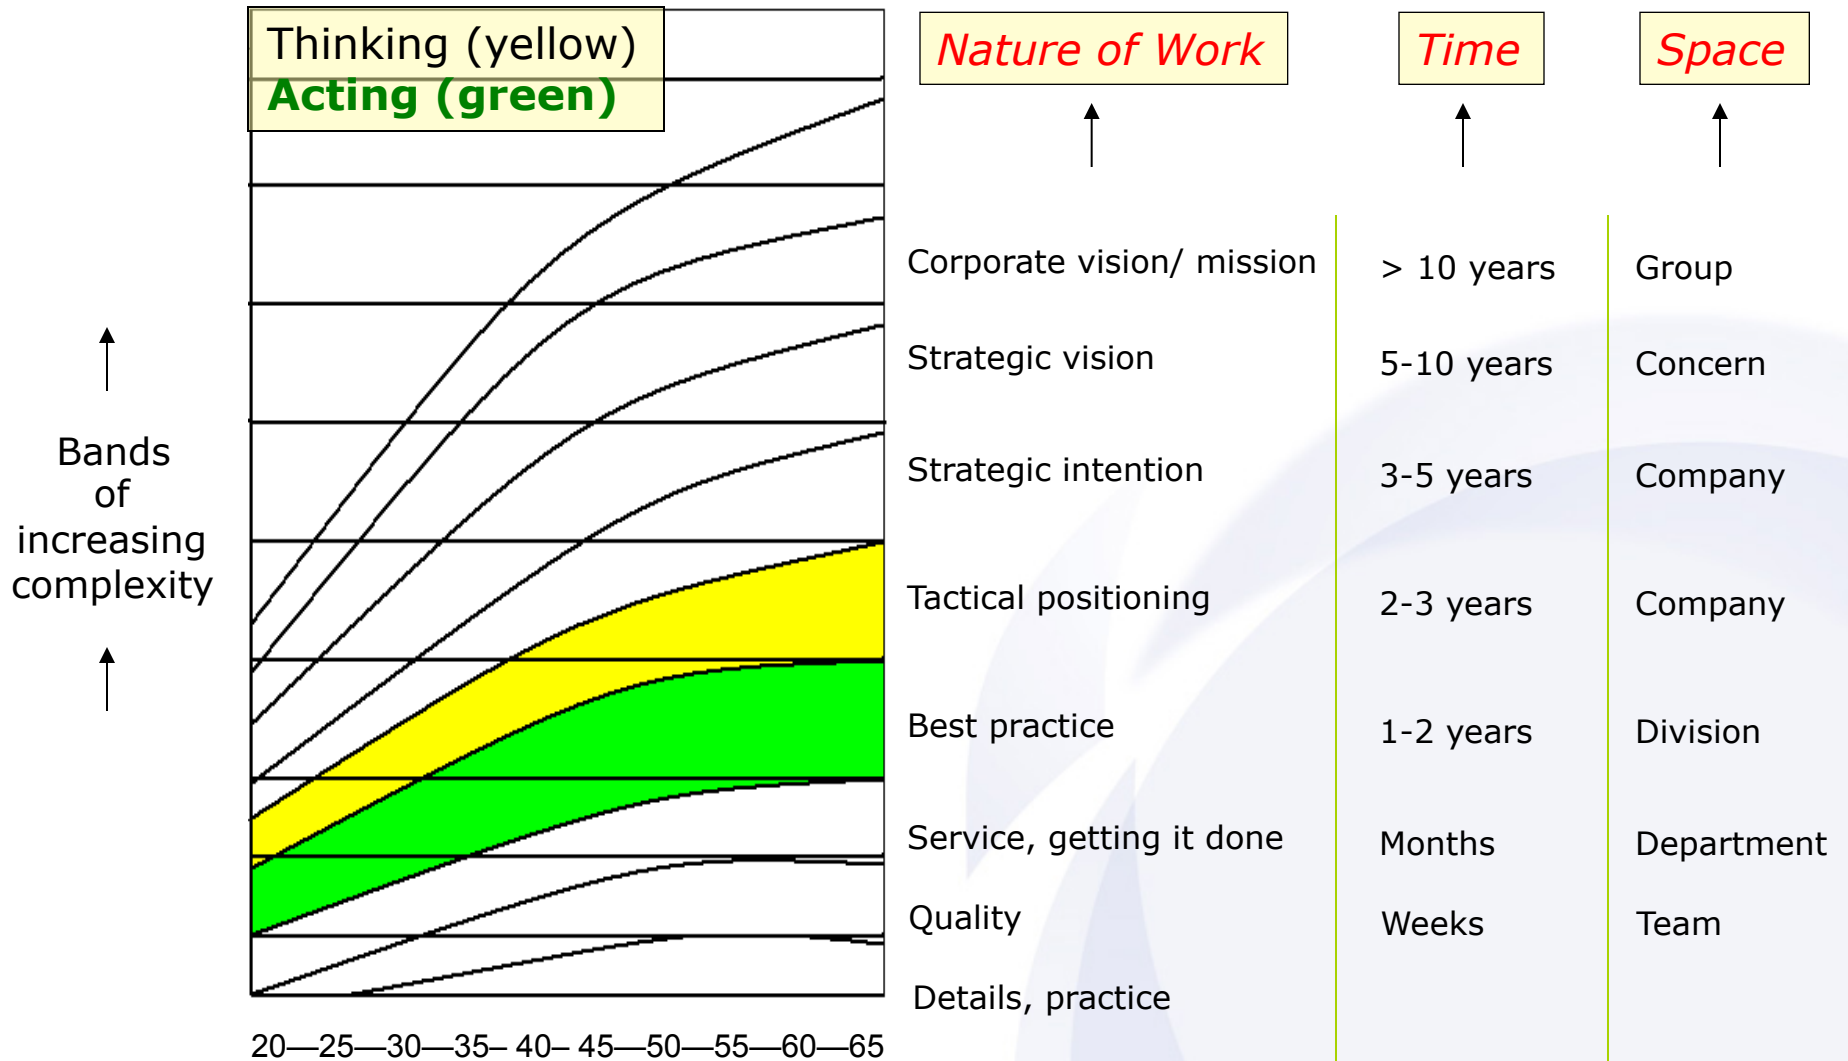 Thinking (yellow)
Acting (green)
Nature of Work
Time
Space
Bands
of
increasing
complexity
Corporate vision/ mission
> 10 years
Group
Strategic vision
5-10 years
Concern
Strategic intention
3-5 years
Company
Tactical positioning
2-3 years
Company
Best practice
1-2 years
Division
Service, getting it done
Months
Department
Quality
Weeks
Team
Details, practice
20—25—30—35– 40– 45—50—55—60—65